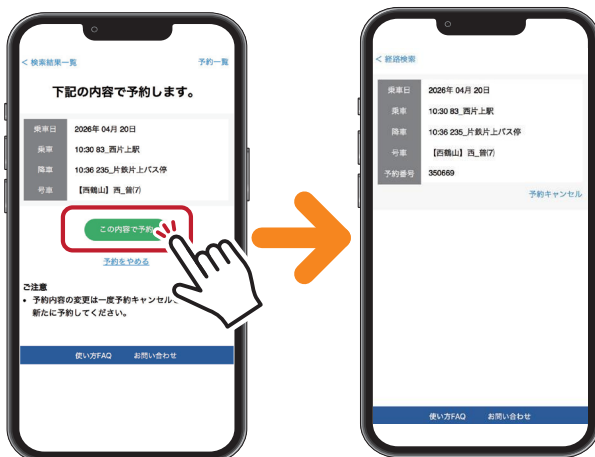 < 検索結果一覧
予約一覧
下記の内容で予約します。
乗車日 2026年 04月 20日
乗車 10:30 83_西片上駅
降車 10:36 235_片鉄片上バス停
号車 【西鶴山】西_備(7)
この内容で予約
予約をやめる
ご注意
• 予約内容の変更は一度予約キャンセル
新たに予約してください。
使い方FAQ お問い合わせ
< 経路検索
乗車日 2026年 04月 20日
乗車 10:30 83_西片上駅
降車 10:36 235_片鉄片上バス停
号車 【西鶴山】西_備(7)
予約番号 350669
予約キャンセル
使い方FAQ お問い合わせ